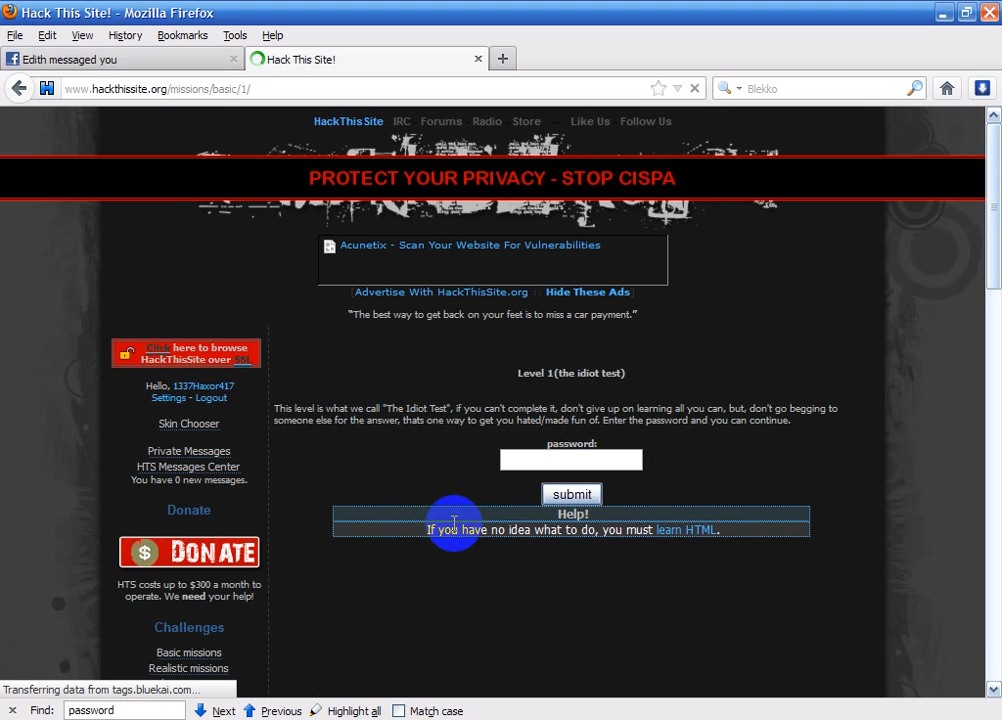 Hack This Site! - Mozilla Firefox
File Edit View History Bookmarks Tools Help
Edith messaged you
Hack This Site!
www.hackthissite.org/missions/basic/1/
Blekko
HackThisSite IRC Forums Radio Store Like Us Follow Us
PROTECT YOUR PRIVACY - STOP CISPA
Acunetix - Scan Your Website For Vulnerabilities
[Advertise With HackThisSite.org :: Hide These Ads]
"The best way to get back on your feet is to miss a car payment."
Click here to browse
HackThisSite over SSL
Hello, 1337Haxor417
Settings - Logout
Skin Chooser
Private Messages
HTS Messages Center
You have 0 new messages.
Donate
$ DONATE
HTS costs up to $300 a month to
operate. We need your help!
Challenges
Basic missions
Realistic missions
Level 1(the idiot test)
This level is what we call "The Idiot Test", if you can't complete it, don't give up on learning all you can, but, don't go begging to
someone else for the answer, thats one way to get you hated/made fun of. Enter the password and you can continue.
password:
submit
Help!
If you have no idea what to do, you must learn HTML.
Transferring data from tags.bluekai.com...
Find: password Next Previous Highlight all Match case